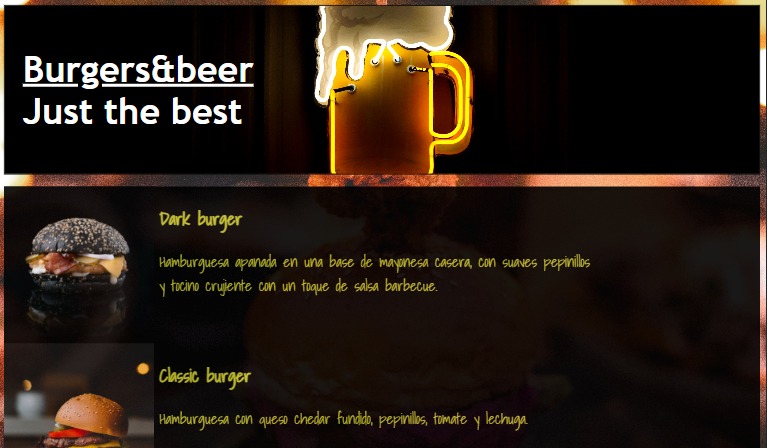 Burgers&beer
Just the best
Dark burger
Hamburguesa apanada en una base de mayonesa casera, con suaves pepinillos
y tocino crujiente con un toque de salsa barbecue.
Classic burger
Hamburguesa con queso chedar fundido, pepinillos, tomate y lechuga.